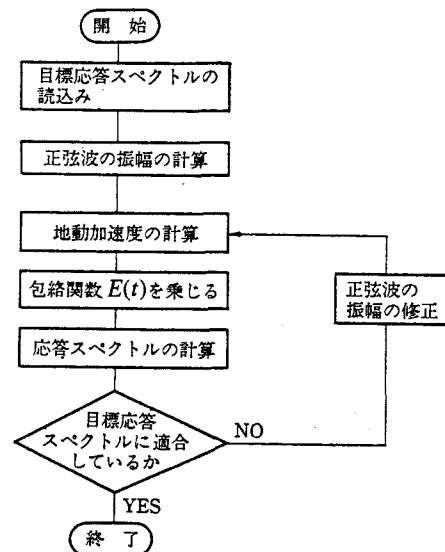 開始
目標応答スペクトルの
読込み
正弦波の振幅の計算
地動加速度の計算
包絡関数 E(t)を乗じる
正弦波の
振幅の修正
応答スペクトルの計算
目標応答
スペクトルに適合
しているか
NO
YES
終了